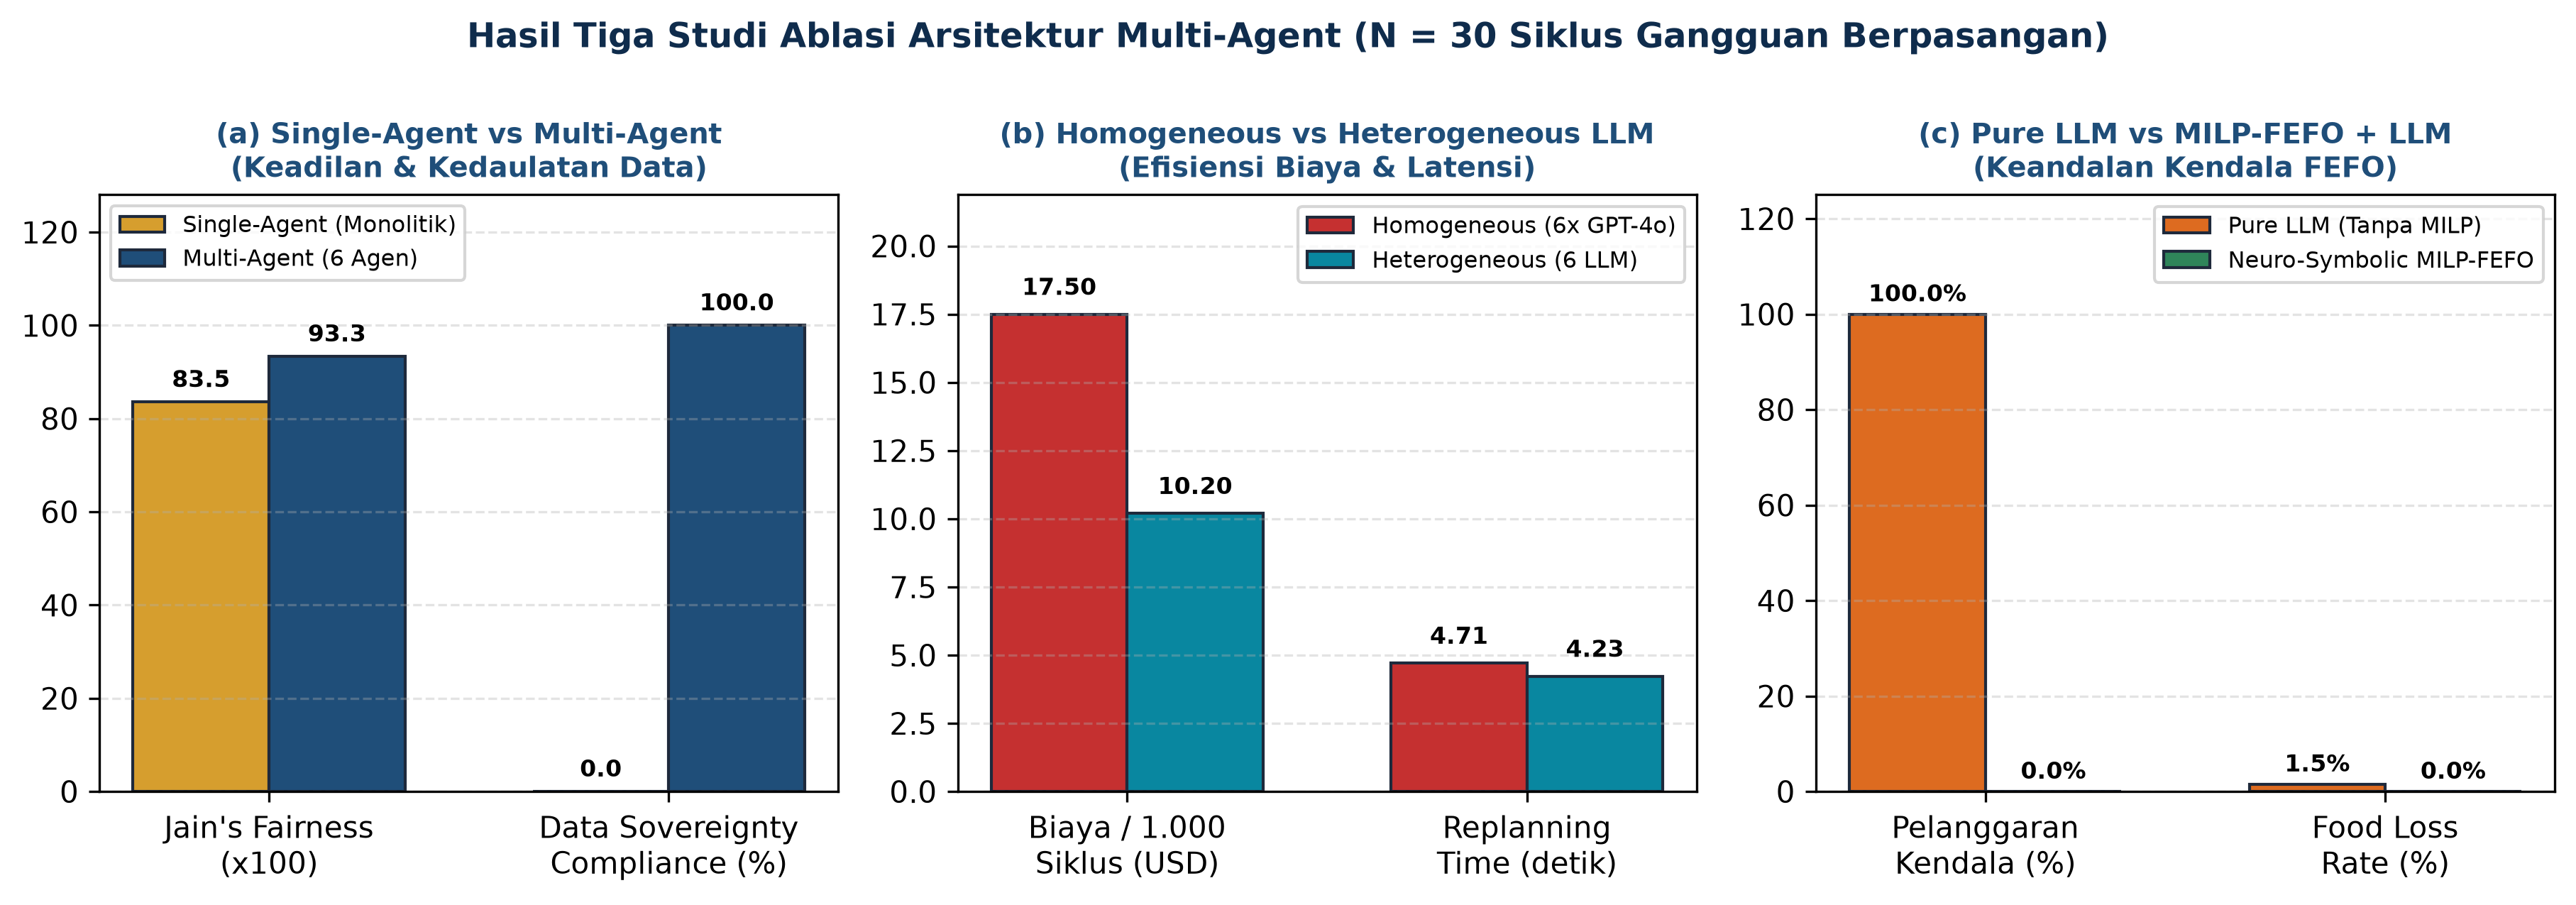 Hasil Tiga Studi Ablasi Arsitektur Multi-Agent (N = 30 Siklus Gangguan Berpasangan)
(a) Single-Agent vs Multi-Agent
(Keadilan & Kedaulatan Data)
Single-Agent (Monolitik)
Multi-Agent (6 Agen)
120
100
80
60
40
20
0
83.5
93.3
0.0
100.0
Jain's Fairness
(x100)
Data Sovereignty
Compliance (%)
(b) Homogeneous vs Heterogeneous LLM
(Efisiensi Biaya & Latensi)
Homogeneous (6x GPT-4o)
Heterogeneous (6 LLM)
20.0
17.5
15.0
12.5
10.0
7.5
5.0
2.5
0.0
17.50
10.20
4.71
4.23
Biaya / 1.000
Siklus (USD)
Replanning
Time (detik)
(c) Pure LLM vs MILP-FEFO + LLM
(Keandalan Kendala FEFO)
Pure LLM (Tanpa MILP)
Neuro-Symbolic MILP-FEFO
120
100
80
60
40
20
0
100.0%
0.0%
1.5%
0.0%
Pelanggaran
Kendala (%)
Food Loss
Rate (%)